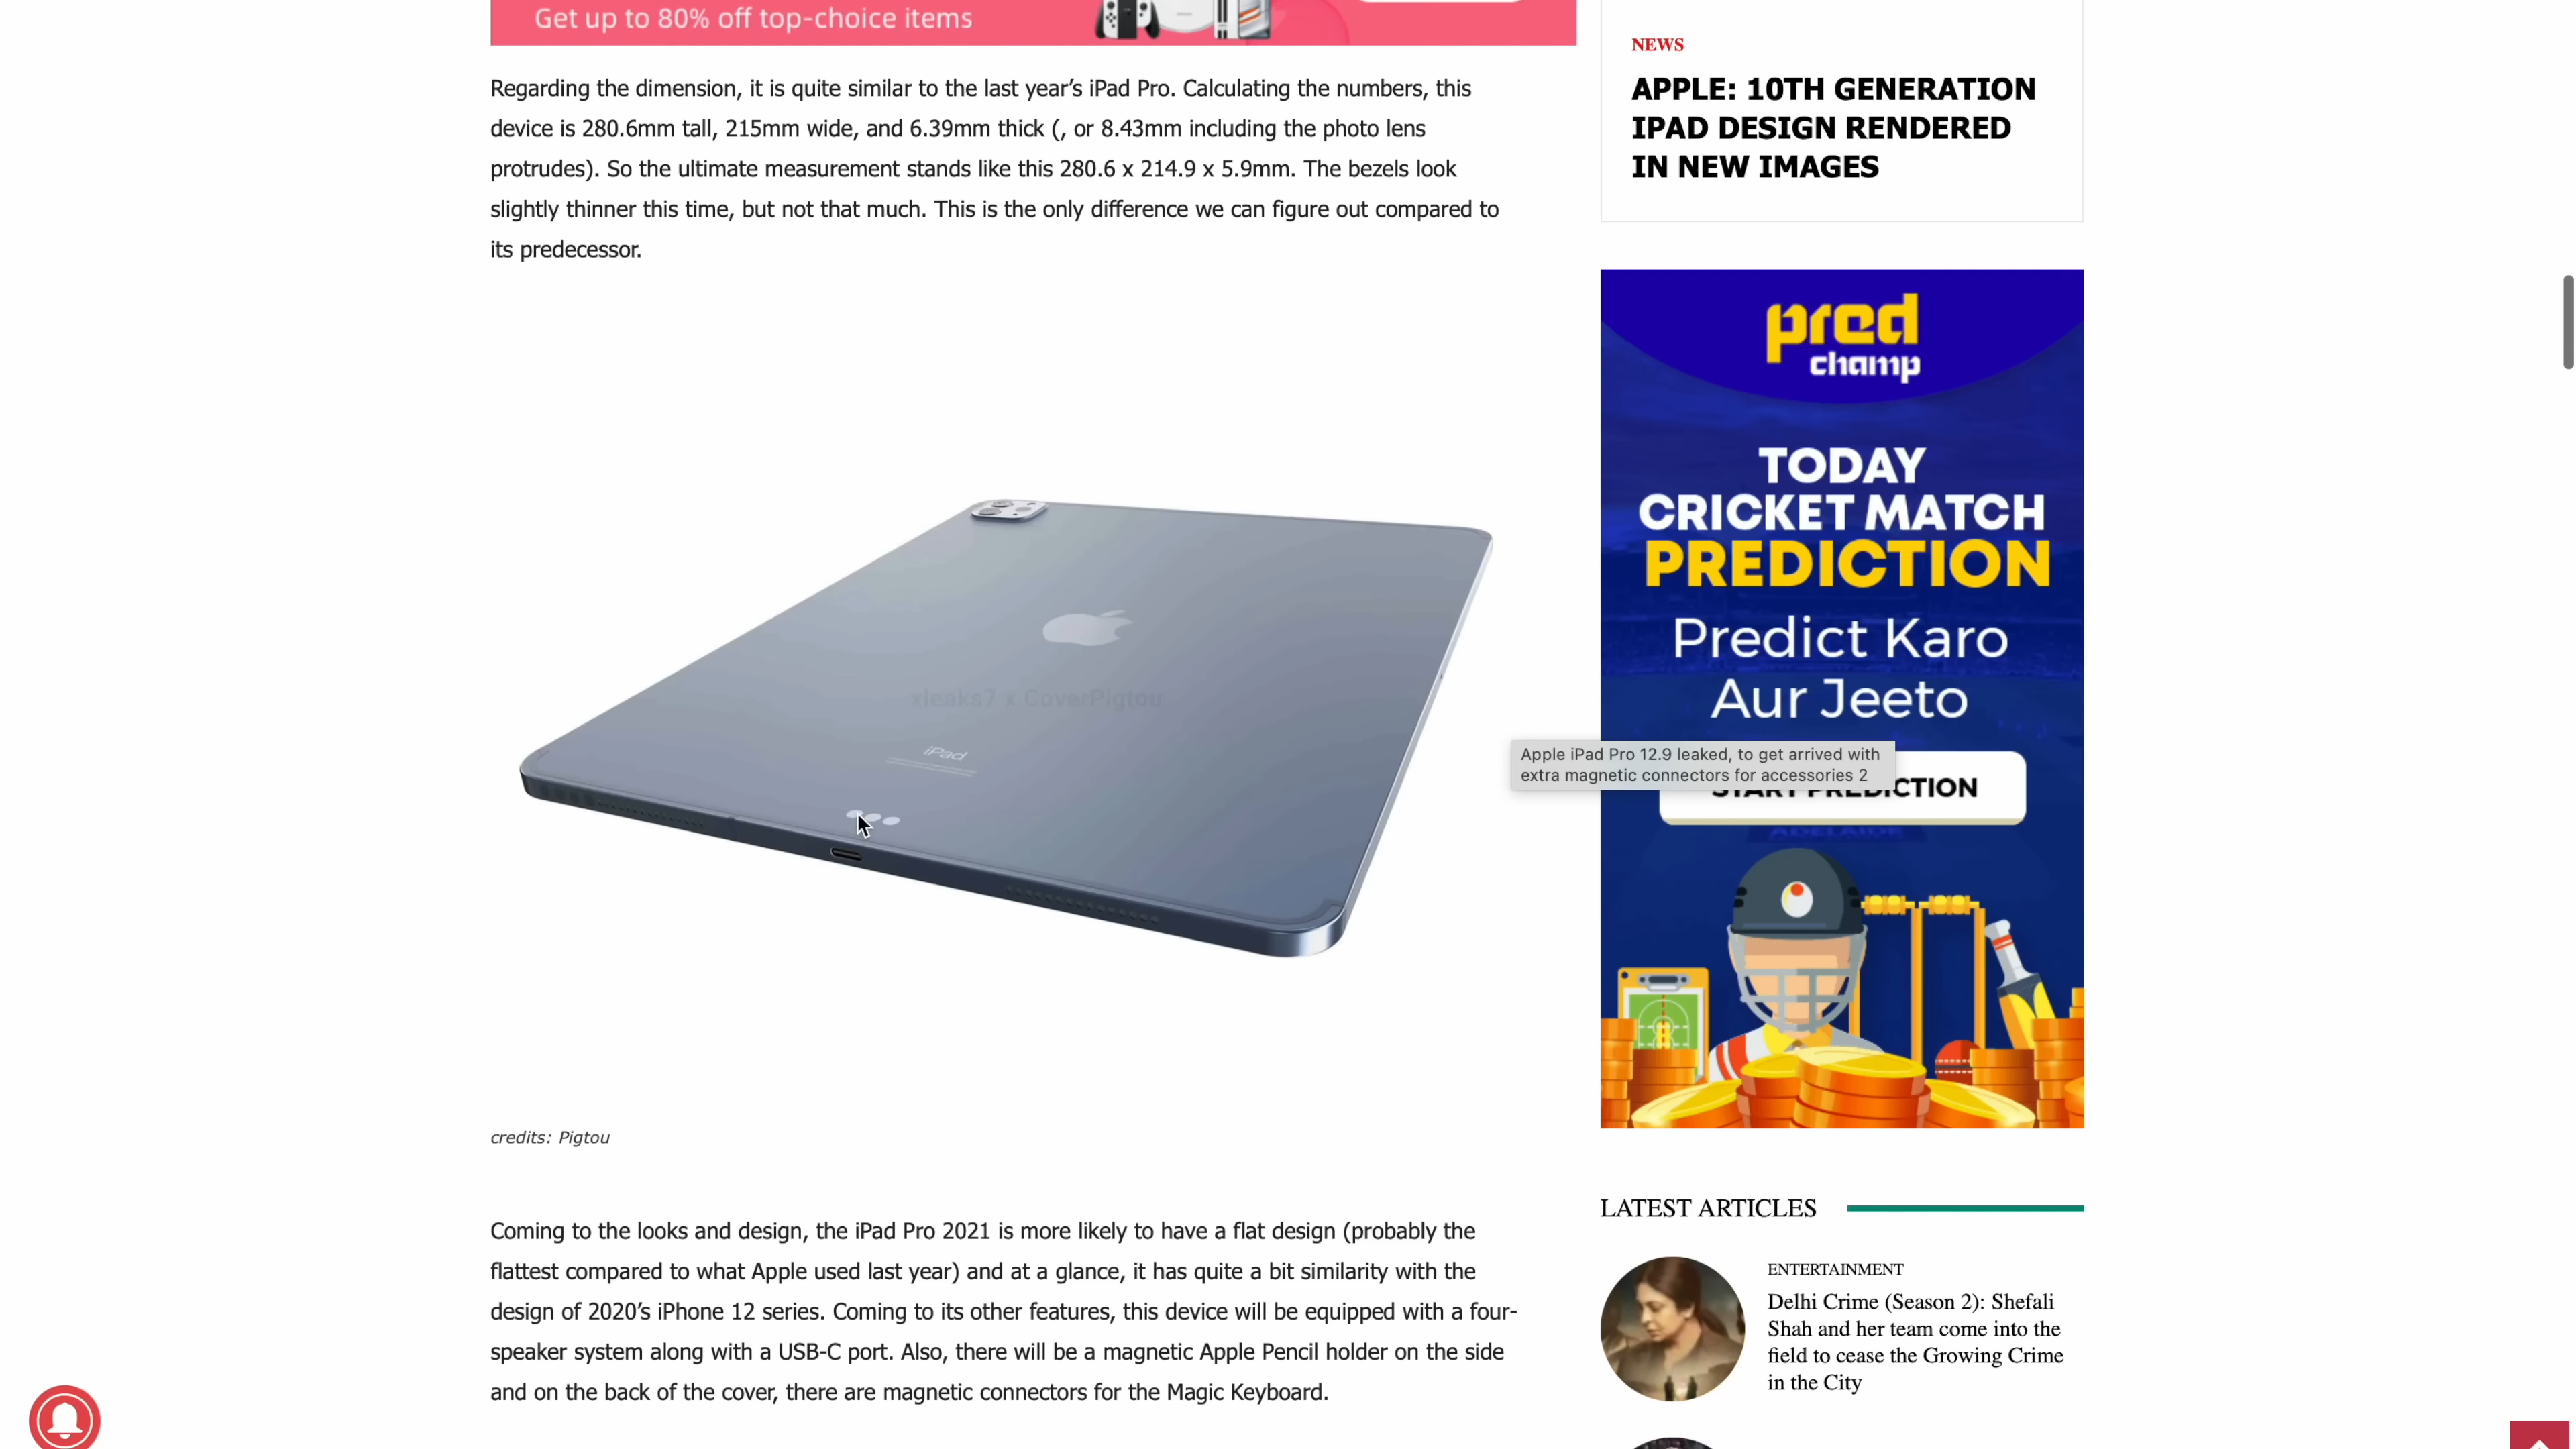 Get up to 80% off top-choice items
Regarding the dimension, it is quite similar to the last year's iPad Pro. Calculating the numbers, this
device is 280.6mm tall, 215mm wide, and 6.39mm thick (, or 8.43mm including the photo lens
protrudes). So the ultimate measurement stands like this 280.6 x 214.9 x 5.9mm. The bezels look
slightly thinner this time, but not that much. This is the only difference we can figure out compared to
its predecessor.
xleaks7 x CoverPigtou
iPad
credits: Pigtou
Coming to the looks and design, the iPad Pro 2021 is more likely to have a flat design (probably the
flattest compared to what Apple used last year) and at a glance, it has quite a bit similarity with the
design of 2020's iPhone 12 series. Coming to its other features, this device will be equipped with a four-
speaker system along with a USB-C port. Also, there will be a magnetic Apple Pencil holder on the side
and on the back of the cover, there are magnetic connectors for the Magic Keyboard.
NEWS
APPLE: 10TH GENERATION
IPAD DESIGN RENDERED
IN NEW IMAGES
pred
champ
TODAY
CRICKET MATCH
PREDICTION
Predict Karo
Aur Jeeto
Apple iPad Pro 12.9 leaked, to get arrived with
extra magnetic connectors for accessories 2
START PREDICTION
ADELAIDE
LATEST ARTICLES
ENTERTAINMENT
Delhi Crime (Season 2): Shefali
Shah and her team come into the
field to cease the Growing Crime
in the City